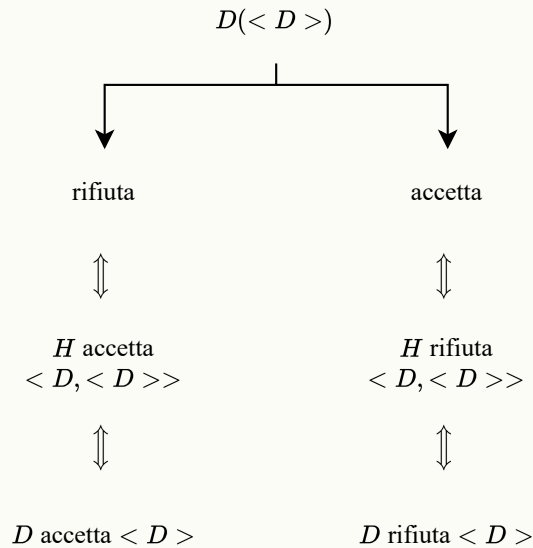 D(< D >)
rifiuta
accetta
⇕
⇕
H accetta
< D, < D >>
H rifiuta
< D, < D >>
⇕
⇕
D accetta < D >
D rifiuta < D >